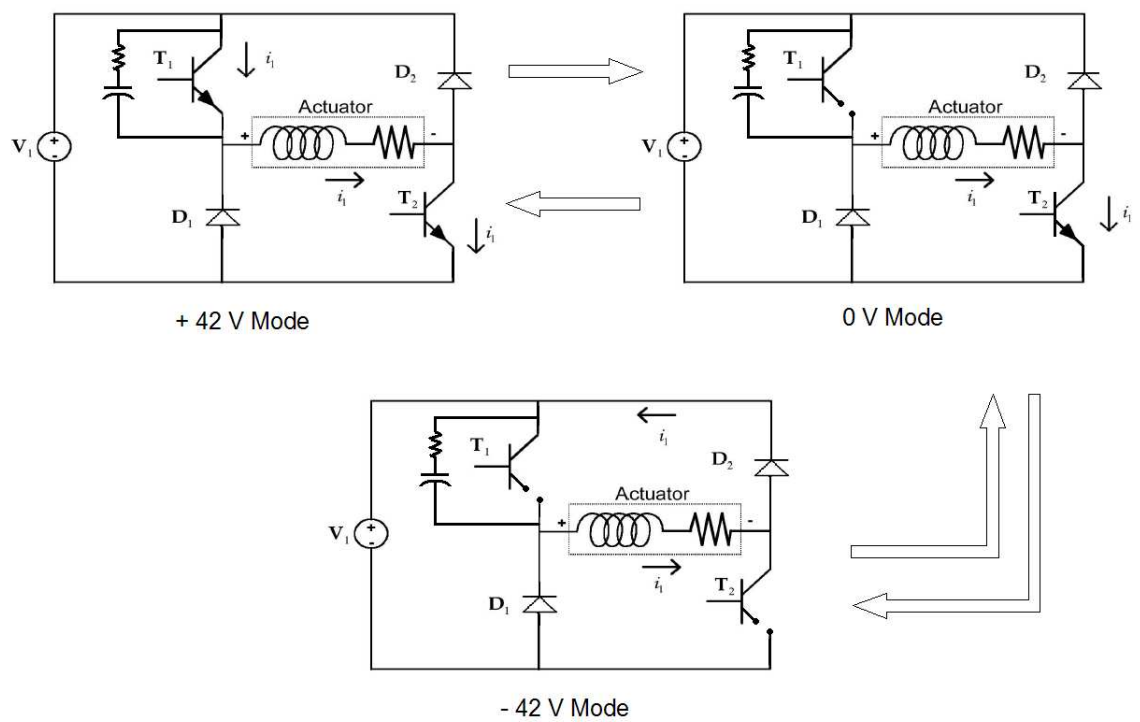 T₁
i₁
D₂
Actuator
+ -
V₁
+
-
i₁
D₁
T₂
i₁
+ 42 V Mode
T₁
D₂
Actuator
+ -
V₁
+
-
i₁
D₁
T₂
i₁
0 V Mode
i₁
T₁
D₂
Actuator
+ -
V₁
+
-
i₁
D₁
T₂
- 42 V Mode